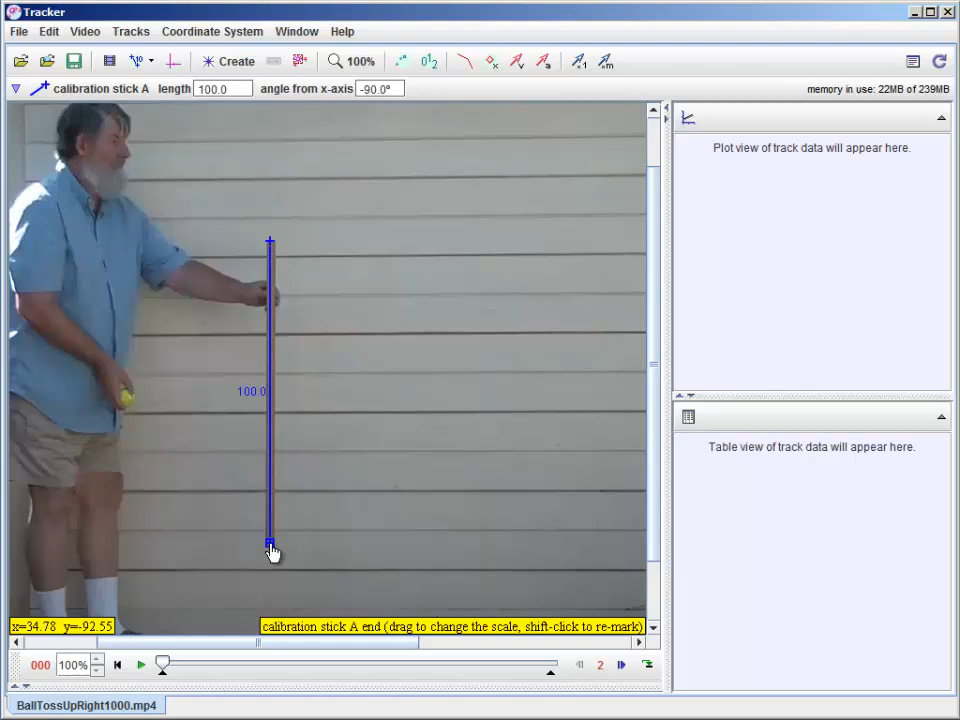 Tracker
File Edit Video Tracks Coordinate System Window Help
Create 100%
calibration stick A length 100.0 angle from x-axis -90.0° memory in use: 22MB of 239MB
Plot view of track data will appear here.
100.0
Table view of track data will appear here.
x=34.78 y=-92.55 calibration stick A end (drag to change the scale, shift-click to re-mark)
000 100% 2
BallTossUpRight1000.mp4